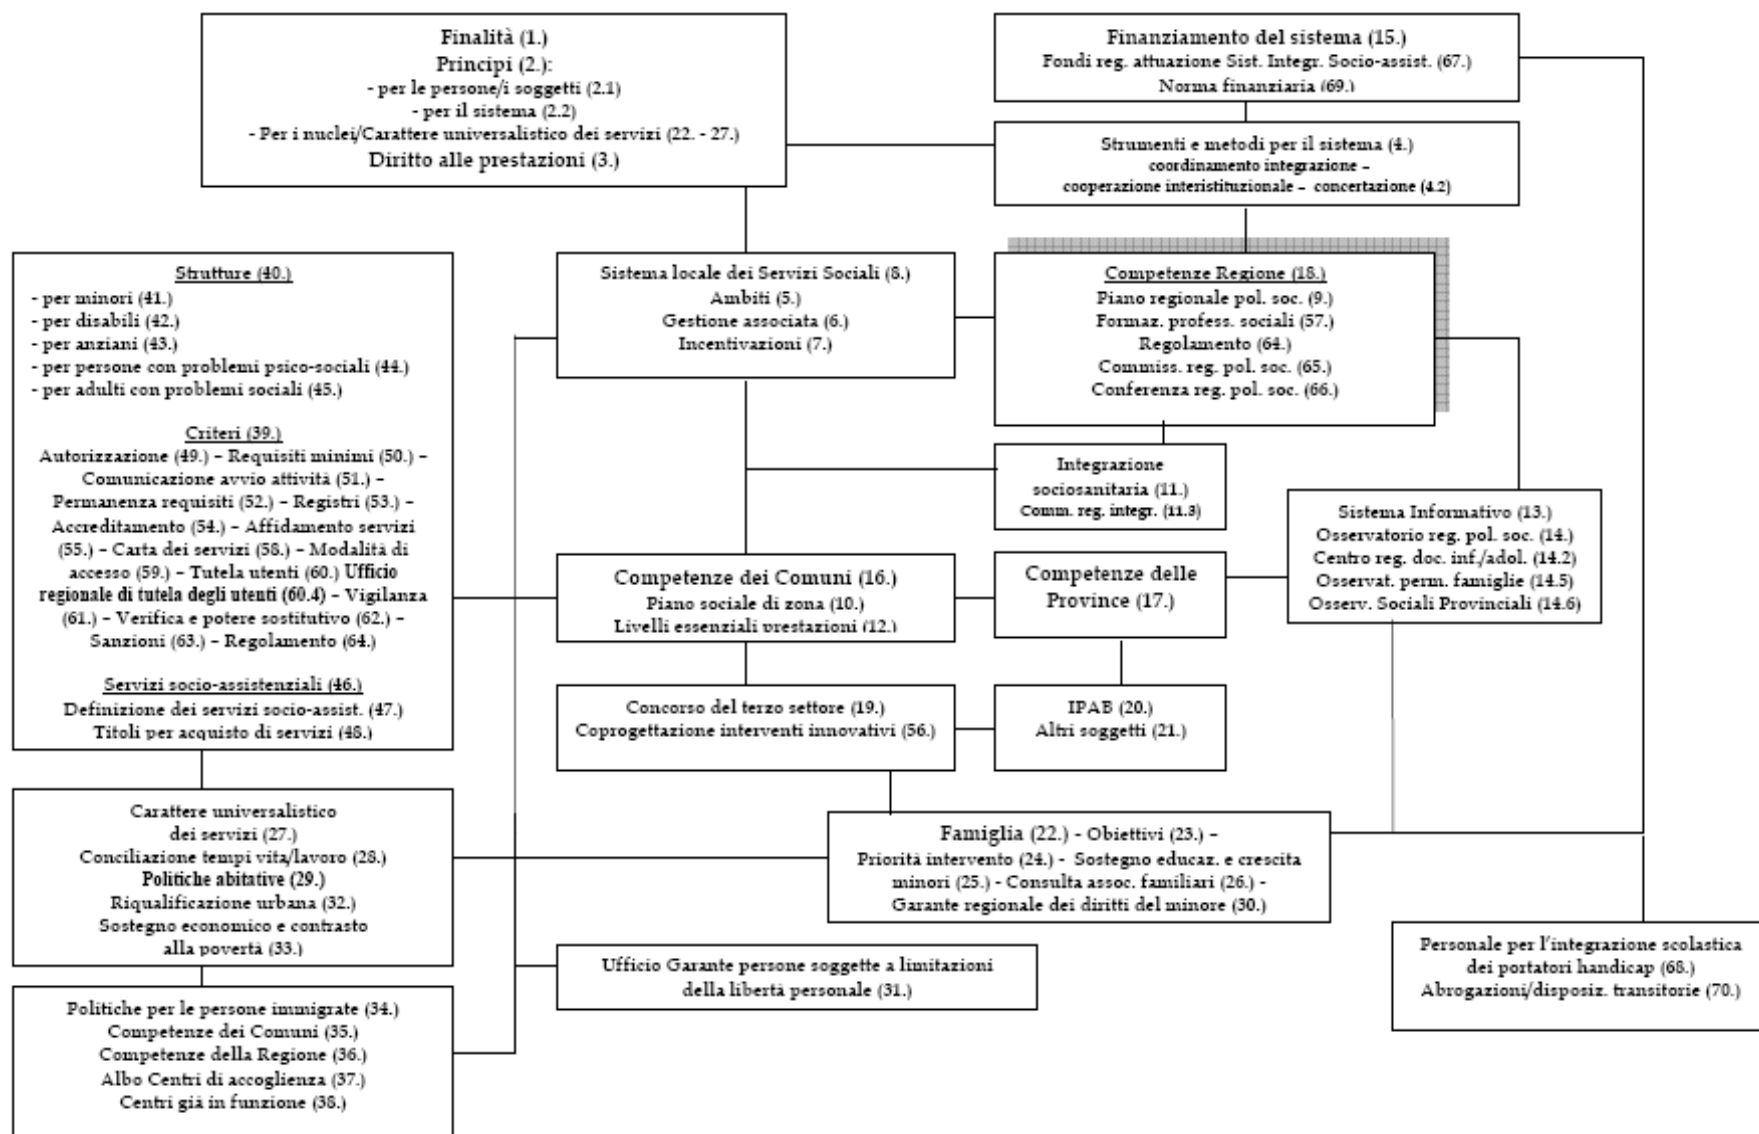 Finalità (1.)
Principi (2.):
- per le persone/i soggetti (2.1)
- per il sistema (2.2)
- Per i nuclei/Carattere universalistico dei servizi (22. - 27.)
Diritto alle prestazioni (3.)
Finanziamento del sistema (15.)
Fondi reg. attuazione Sist. Integr. Socio-assist. (67.)
Norma finanziaria (69.)
Strumenti e metodi per il sistema (4.)
coordinamento integrazione –
cooperazione interistituzionale – concertazione (4.2)
Strutture (40.)
- per minori (41.)
- per disabili (42.)
- per anziani (43.)
- per persone con problemi psico-sociali (44.)
- per adulti con problemi sociali (45.)
Criteri (39.)
Autorizzazione (49.) – Requisiti minimi (50.) –
Comunicazione avvio attività (51.) –
Permanenza requisiti (52.) – Registri (53.) –
Accreditamento (54.) – Affidamento servizi
(55.) – Carta dei servizi (58.) – Modalità di
accesso (59.) – Tutela utenti (60.) Ufficio
regionale di tutela degli utenti (60.4) – Vigilanza
(61.) – Verifica e potere sostitutivo (62.) –
Sanzioni (63.) – Regolamento (64.)
Servizi socio-assistenziali (46.)
Definizione dei servizi socio-assist. (47.)
Titoli per acquisto di servizi (48.)
Sistema locale dei Servizi Sociali (8.)
Ambiti (5.)
Gestione associata (6.)
Incentivazioni (7.)
Competenze Regione (18.)
Piano regionale pol. soc. (9.)
Formaz. profess. sociali (57.)
Regolamento (64.)
Commiss. reg. pol. soc. (65.)
Conferenza reg. pol. soc. (66.)
Integrazione
sociosanitaria (11.)
Comm. reg. integr. (11.3)
Sistema Informativo (13.)
Osservatorio reg. pol. soc. (14.)
Centro reg. doc. inf./adol. (14.2)
Osservat. perm. famiglie (14.5)
Osserv. Sociali Provinciali (14.6)
Competenze dei Comuni (16.)
Piano sociale di zona (10.)
Livelli essenziali prestazioni (12.)
Competenze delle
Province (17.)
Concorso del terzo settore (19.)
Coprogettazione interventi innovativi (56.)
IPAB (20.)
Altri soggetti (21.)
Carattere universalistico
dei servizi (27.)
Conciliazione tempi vita/lavoro (28.)
Politiche abitative (29.)
Riqualificazione urbana (32.)
Sostegno economico e contrasto
alla povertà (33.)
Famiglia (22.) - Obiettivi (23.) –
Priorità intervento (24.) - Sostegno educaz. e crescita
minori (25.) - Consulta assoc. familiari (26.) -
Garante regionale dei diritti del minore (30.)
Ufficio Garante persone soggette a limitazioni
della libertà personale (31.)
Personale per l'integrazione scolastica
dei portatori handicap (68.)
Abrogazioni/disposiz. transitorie (70.)
Politiche per le persone immigrate (34.)
Competenze dei Comuni (35.)
Competenze della Regione (36.)
Albo Centri di accoglienza (37.)
Centri già in funzione (38.)